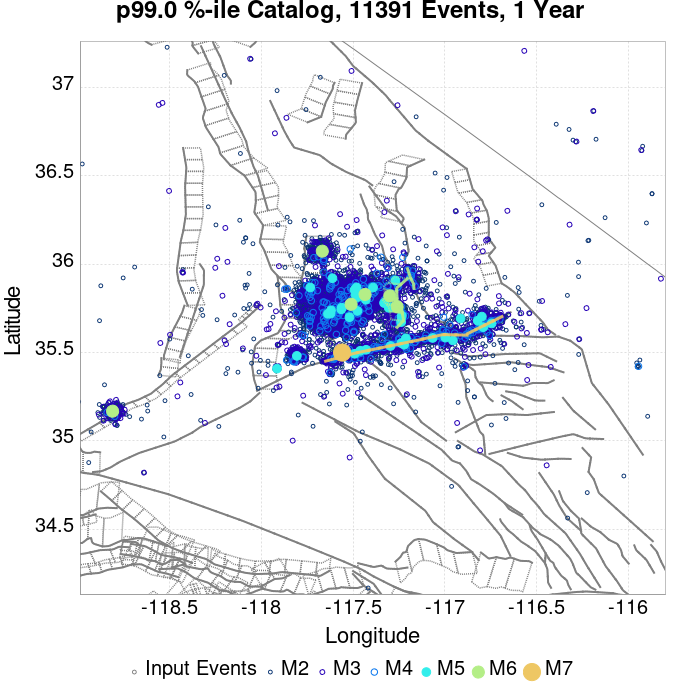 p99.0 %-ile Catalog, 11391 Events, 1 Year
37
36.5
36
35.5
35
34.5
Latitude
-118.5 -118 -117.5 -117 -116.5 -116
Longitude
Input Events M2 M3 M4 M5 M6 M7